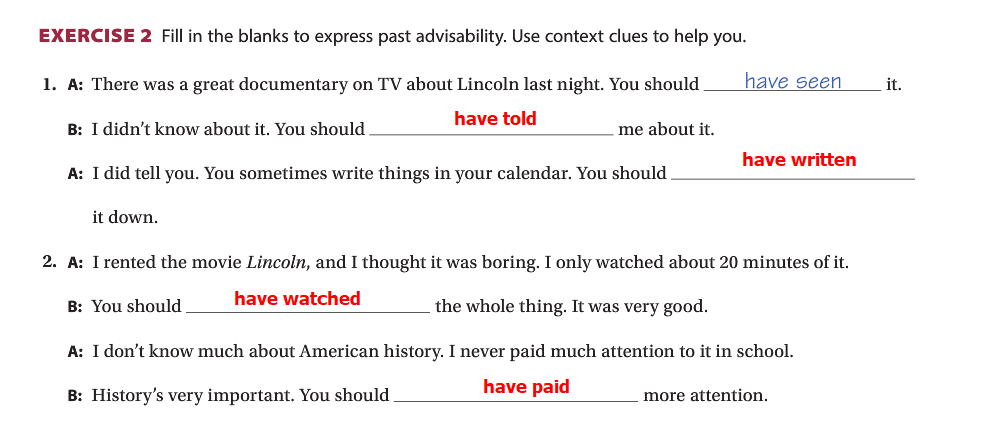 EXERCISE 2 Fill in the blanks to express past advisability. Use context clues to help you.
1. A: There was a great documentary on TV about Lincoln last night. You should have seen it.
B: I didn't know about it. You should have told me about it.
A: I did tell you. You sometimes write things in your calendar. You should have written
it down.
2. A: I rented the movie Lincoln, and I thought it was boring. I only watched about 20 minutes of it.
B: You should have watched the whole thing. It was very good.
A: I don't know much about American history. I never paid much attention to it in school.
B: History's very important. You should have paid more attention.